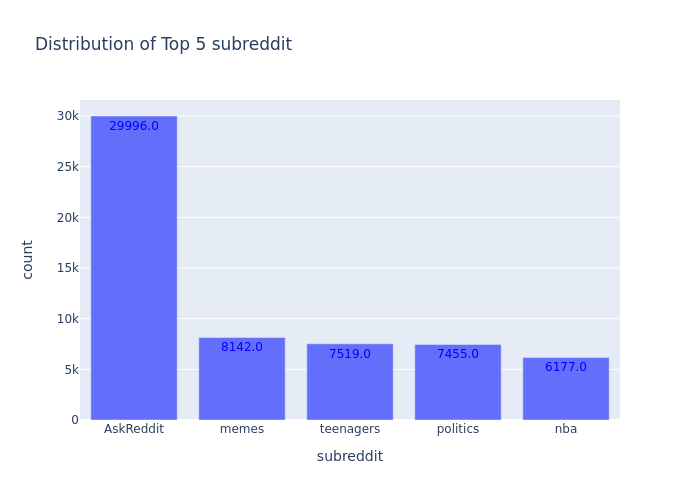 Distribution of Top 5 subreddit
count
30k
25k
20k
15k
10k
5k
0
29996.0
8142.0
7519.0
7455.0
6177.0
AskReddit
memes
teenagers
politics
nba
subreddit